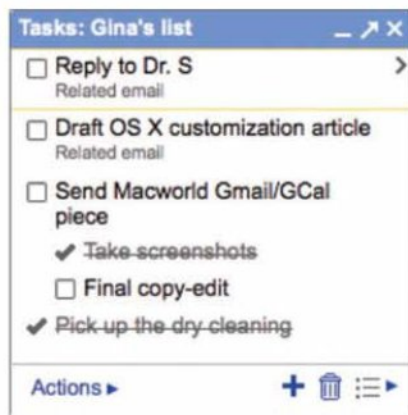 Tasks: Gina's list
Reply to Dr. S
Related email
Draft OS X customization article
Related email
Send Macworld Gmail/GCal
piece
Take screenshots
Final copy-edit
Pick up the dry cleaning
Actions